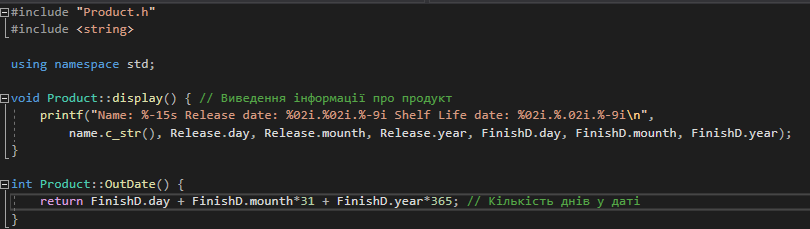 #include "Product.h"
#include <string>
using namespace std;
void Product::display() { // Виведення інформації про продукт
printf("Name: %-15s Release date: %02i.%02i.%-9i Shelf Life date: %02i.%.02i.%-9i\n",
name.c_str(), Release.day, Release.mounth, Release.year, FinishD.day, FinishD.mounth, FinishD.year);
}
int Product::OutDate() {
return FinishD.day + FinishD.mounth*31 + FinishD.year*365; // Кількість днів у даті
}